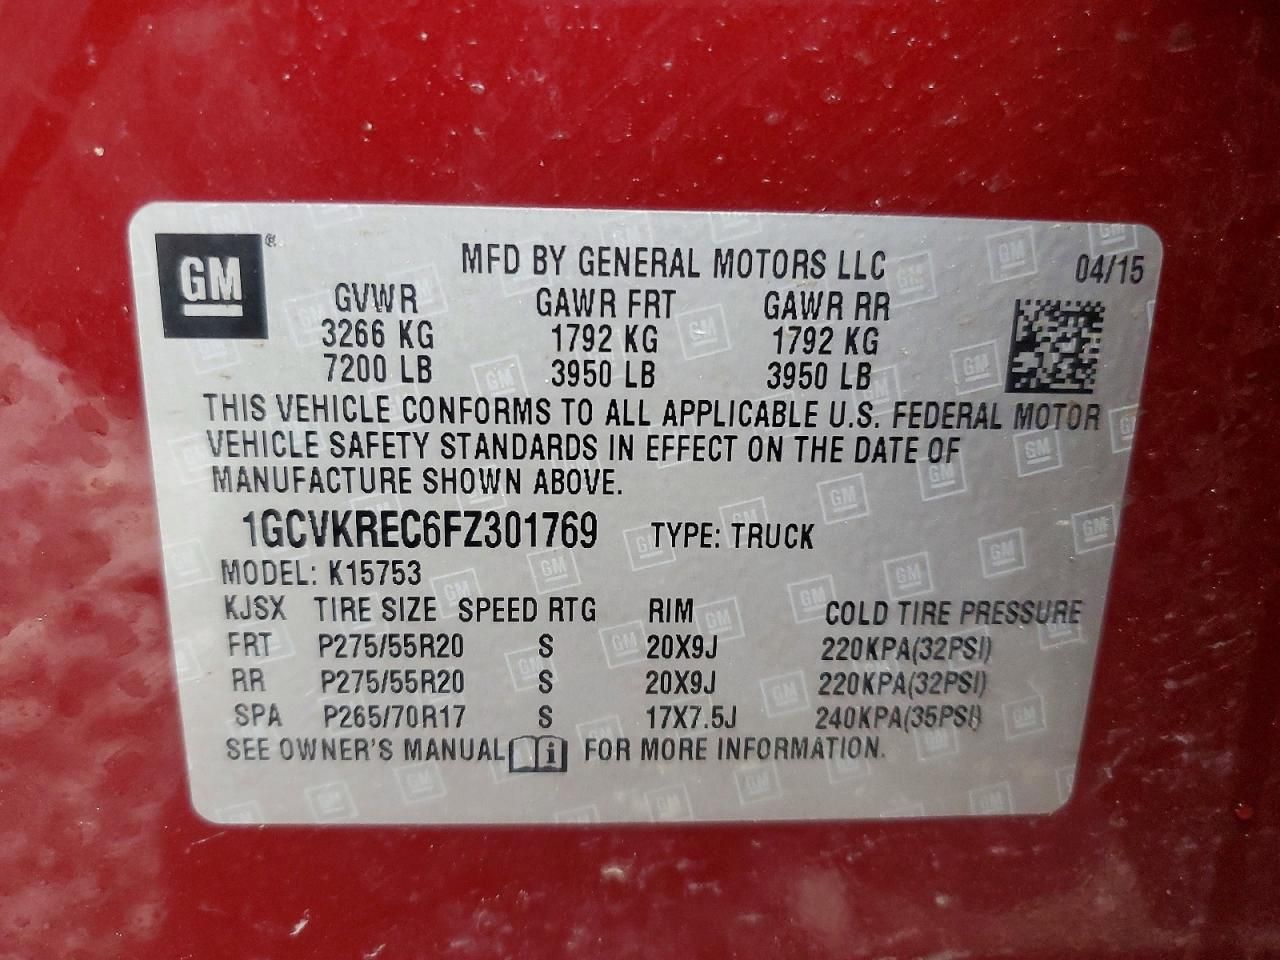 GM ®
MFD BY GENERAL MOTORS LLC 04/15
GVWR GAWR FRT GAWR RR
3266 KG 1792 KG 1792 KG
7200 LB 3950 LB 3950 LB
THIS VEHICLE CONFORMS TO ALL APPLICABLE U.S. FEDERAL MOTOR
VEHICLE SAFETY STANDARDS IN EFFECT ON THE DATE OF
MANUFACTURE SHOWN ABOVE.
1GCVKREC6FZ301769 TYPE: TRUCK
MODEL: K15753
KJSX TIRE SIZE SPEED RTG RIM COLD TIRE PRESSURE
FRT P275/55R20 S 20X9J 220KPA(32PSI)
RR P275/55R20 S 20X9J 220KPA(32PSI)
SPA P265/70R17 S 17X7.5J 240KPA(35PSI)
SEE OWNER'S MANUAL i FOR MORE INFORMATION.